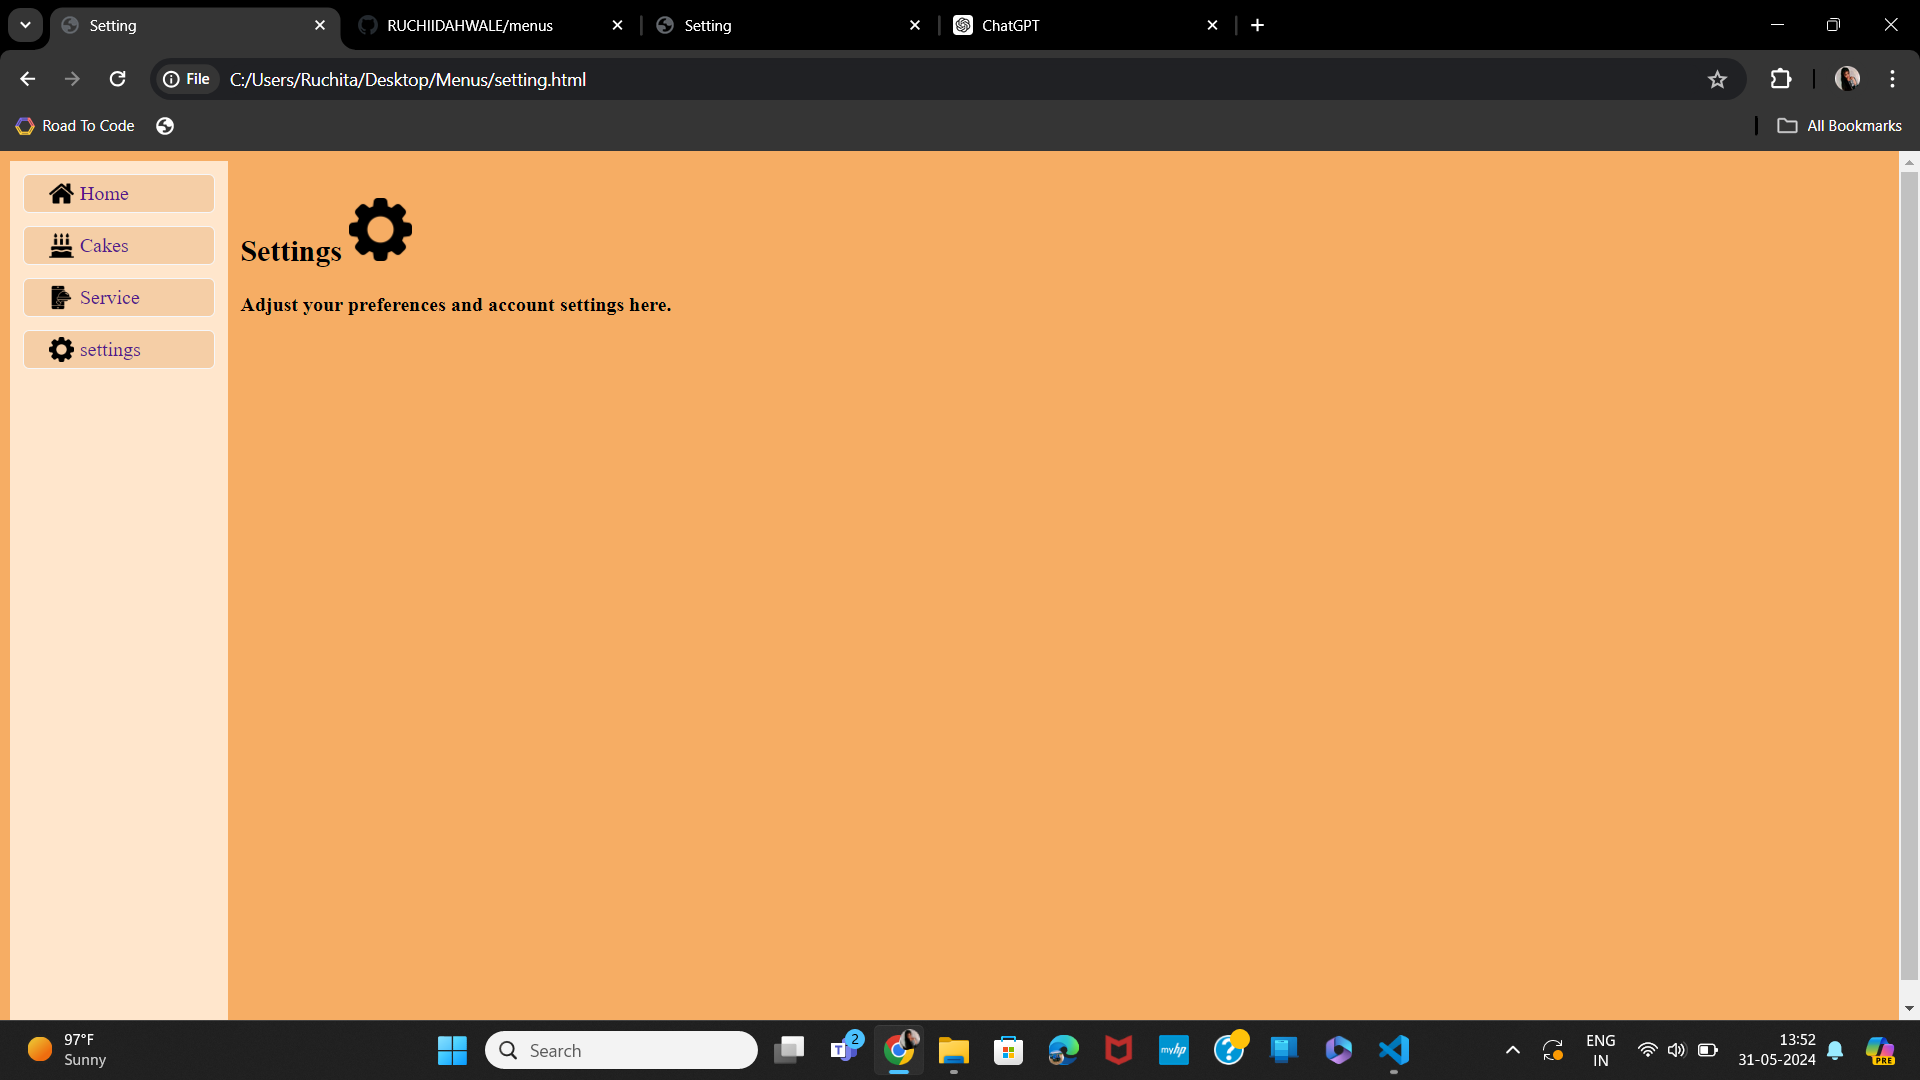 Setting
RUCHIIDAHWALE/menus
Setting
ChatGPT
File
C:/Users/Ruchita/Desktop/Menus/setting.html
Road To Code
All Bookmarks
Home
Cakes
Service
settings
Settings
Adjust your preferences and account settings here.
97°F
Sunny
Search
T
2
myhp
?
PRE
ENG
IN
13:52
31-05-2024